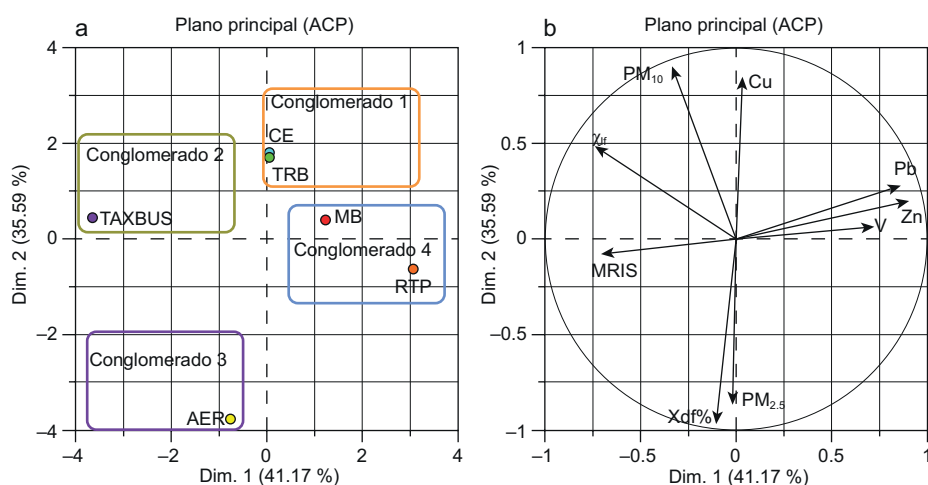 a
Plano principal (ACP)
4
2
0
–2
–4
Dim. 2 (35.59 %)
Conglomerado 1
CE
TRB
Conglomerado 2
TAXBUS
MB
Conglomerado 4
RTP
Conglomerado 3
AER
–4
–2
0
2
4
Dim. 1 (41.17 %)
b
Plano principal (ACP)
1
0.5
0
–0.5
–1
Dim. 2 (35.59 %)
PM10
Cu
χlf
Pb
Zn
V
MRIS
PM2.5
Xdf%
–1
–0.5
0
0.5
1
Dim. 1 (41.17 %)